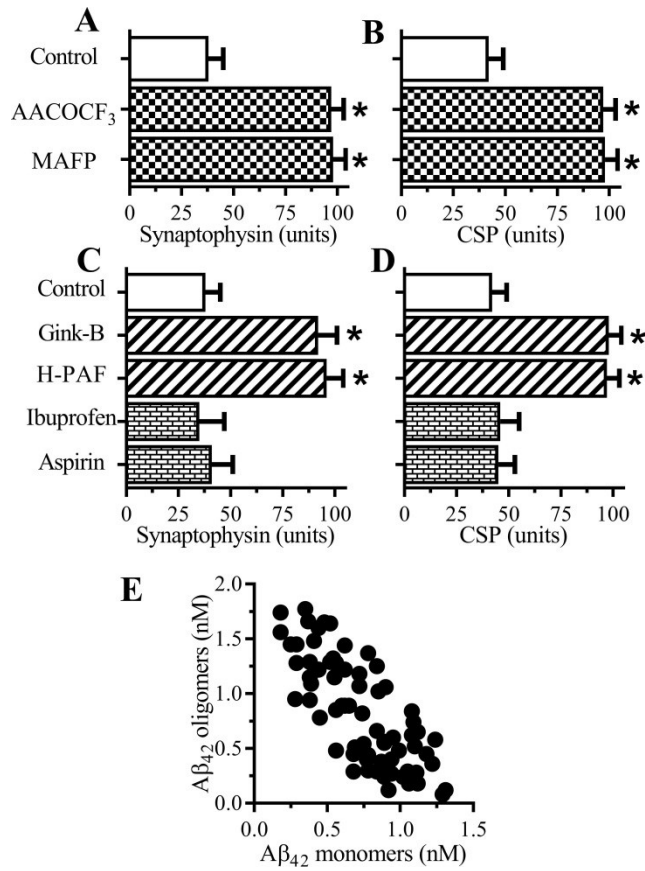 A
B
Control
AACOCF₃
*
*
MAFP
*
*
0 25 50 75 100
0 25 50 75 100
Synaptophysin (units)
CSP (units)
C
D
Control
Gink-B
*
*
H-PAF
*
*
Ibuprofen
Aspirin
0 25 50 75 100
0 25 50 75 100
Synaptophysin (units)
CSP (units)
E
Aβ₄₂ oligomers (nM)
2.0
1.5
1.0
0.5
0.0
0.0 0.5 1.0 1.5
Aβ₄₂ monomers (nM)